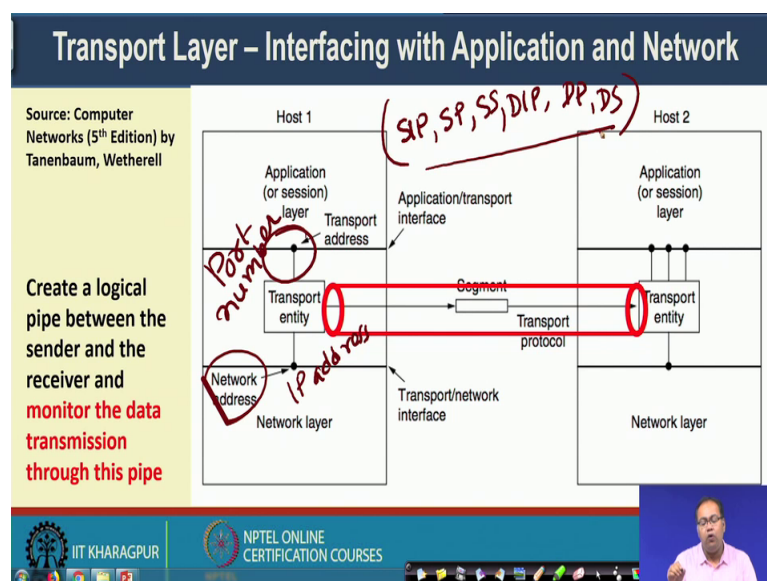 Transport Layer – Interfacing with Application and Network
Source: Computer
Networks (5th Edition) by
Tanenbaum, Wetherell
Create a logical
pipe between the
sender and the
receiver and
monitor the data
transmission
through this pipe
Host 1
(SIP, SP, SS, DIP, DP, DS)
Host 2
Application
(or session)
layer
Transport
address
Application/transport
interface
Application
(or session)
layer
Port
number
Transport
entity
Segment
Transport
protocol
Transport
entity
Network
address
IP address
Network layer
Transport/network
interface
Network layer
IIT KHARAGPUR
NPTEL ONLINE
CERTIFICATION COURSES